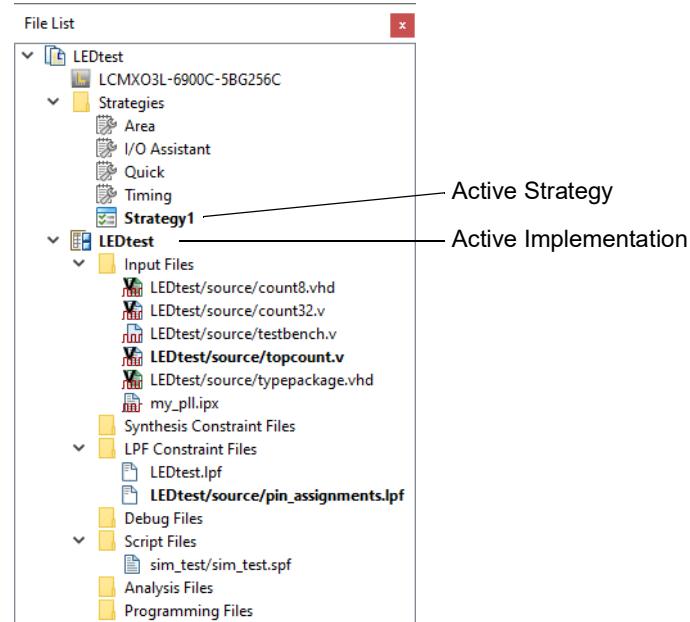 File List
x
LEDtest
LCMXO3L-6900C-5BG256C
Strategies
Area
I/O Assistant
Quick
Timing
Active Strategy
Strategy1
LEDtest
Active Implementation
Input Files
LEDtest/source/count8.vhd
LEDtest/source/count32.v
LEDtest/source/testbench.v
LEDtest/source/topcount.v
LEDtest/source/typepackage.vhd
my_pll.ipx
Synthesis Constraint Files
LPF Constraint Files
LEDtest.lpf
LEDtest/source/pin_assignments.lpf
Debug Files
Script Files
sim_test/sim_test.spf
Analysis Files
Programming Files